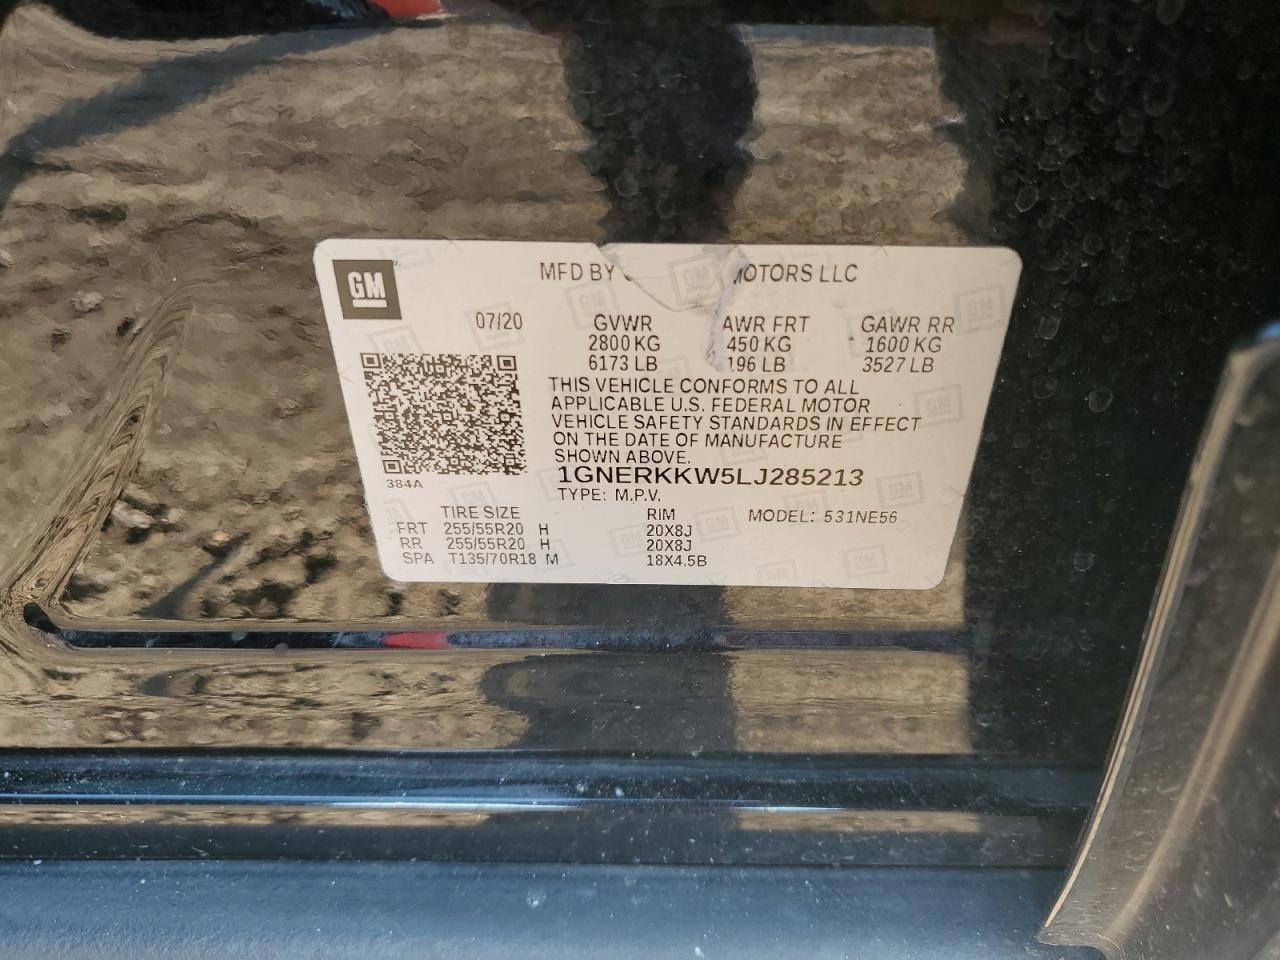 GM
MFD BY MOTORS LLC
07/20 GVWR AWR FRT GAWR RR
2800 KG 450 KG 1600 KG
6173 LB 196 LB 3527 LB
THIS VEHICLE CONFORMS TO ALL
APPLICABLE U.S. FEDERAL MOTOR
VEHICLE SAFETY STANDARDS IN EFFECT
ON THE DATE OF MANUFACTURE
SHOWN ABOVE.
384A
1GNERKKW5LJ285213
TYPE: M.P.V.
TIRE SIZE RIM MODEL: 531NE56
FRT 255/55R20 H 20X8J
RR 255/55R20 H 20X8J
SPA T135/70R18 M 18X4.5B